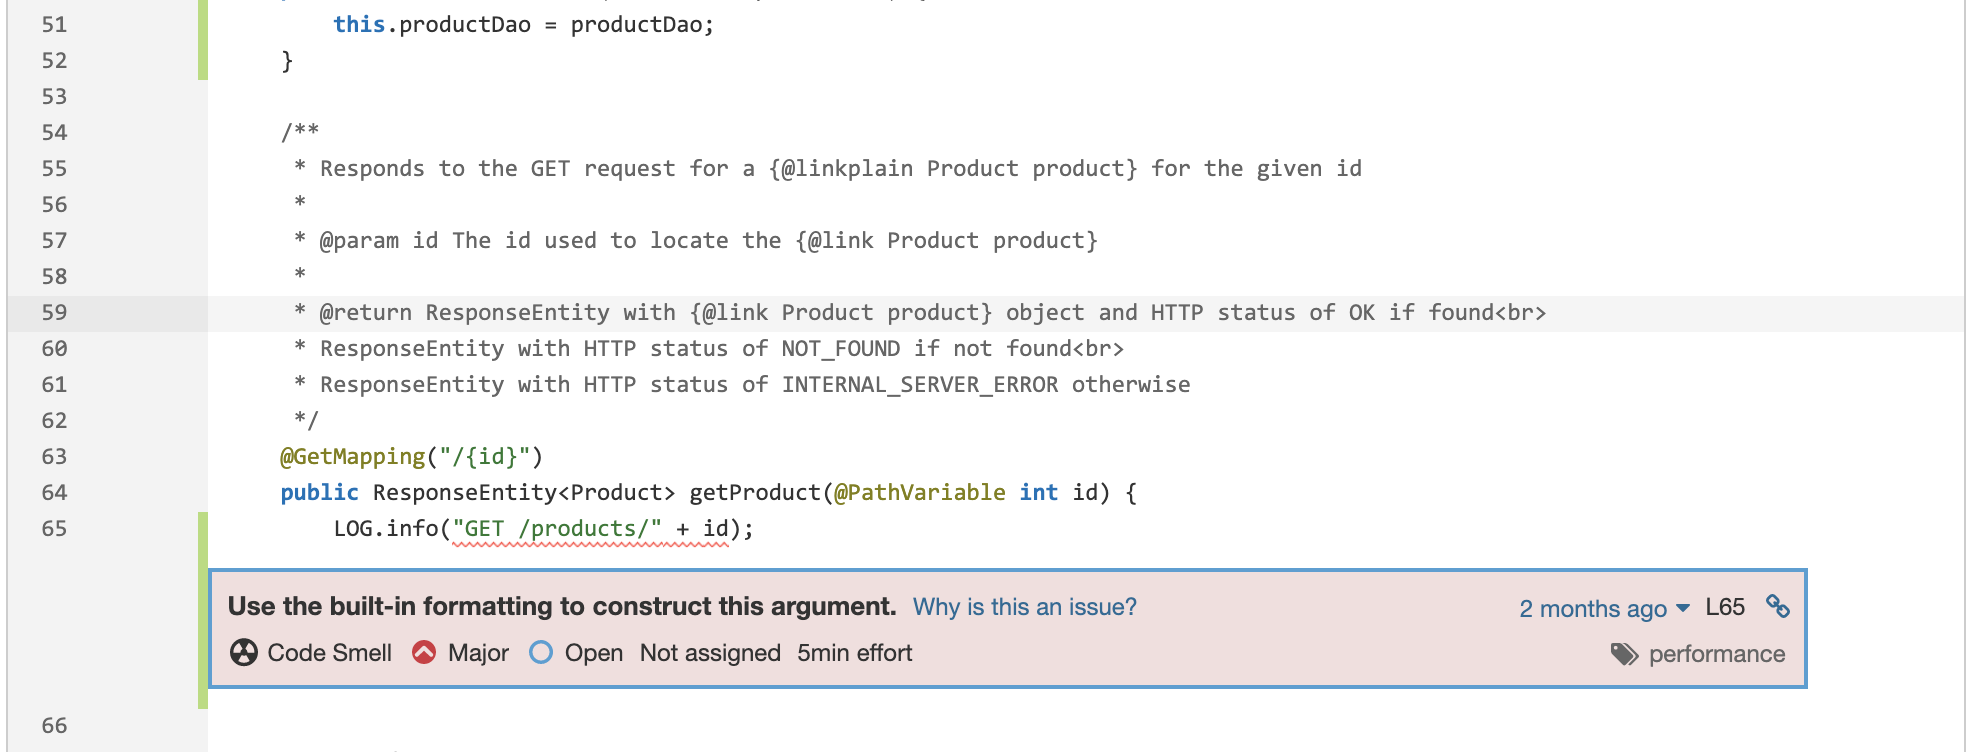 51 this.productDao = productDao;
52 }
53
54 /**
55 * Responds to the GET request for a {@linkplain Product product} for the given id
56 *
57 * @param id The id used to locate the {@link Product product}
58 *
59 * @return ResponseEntity with {@link Product product} object and HTTP status of OK if found<br>
60 * ResponseEntity with HTTP status of NOT_FOUND if not found<br>
61 * ResponseEntity with HTTP status of INTERNAL_SERVER_ERROR otherwise
62 */
63 @GetMapping("/{id}")
64 public ResponseEntity<Product> getProduct(@PathVariable int id) {
65 LOG.info("GET /products/" + id);
Use the built-in formatting to construct this argument. Why is this an issue? 2 months ago L65
Code Smell Major Open Not assigned 5min effort performance
66